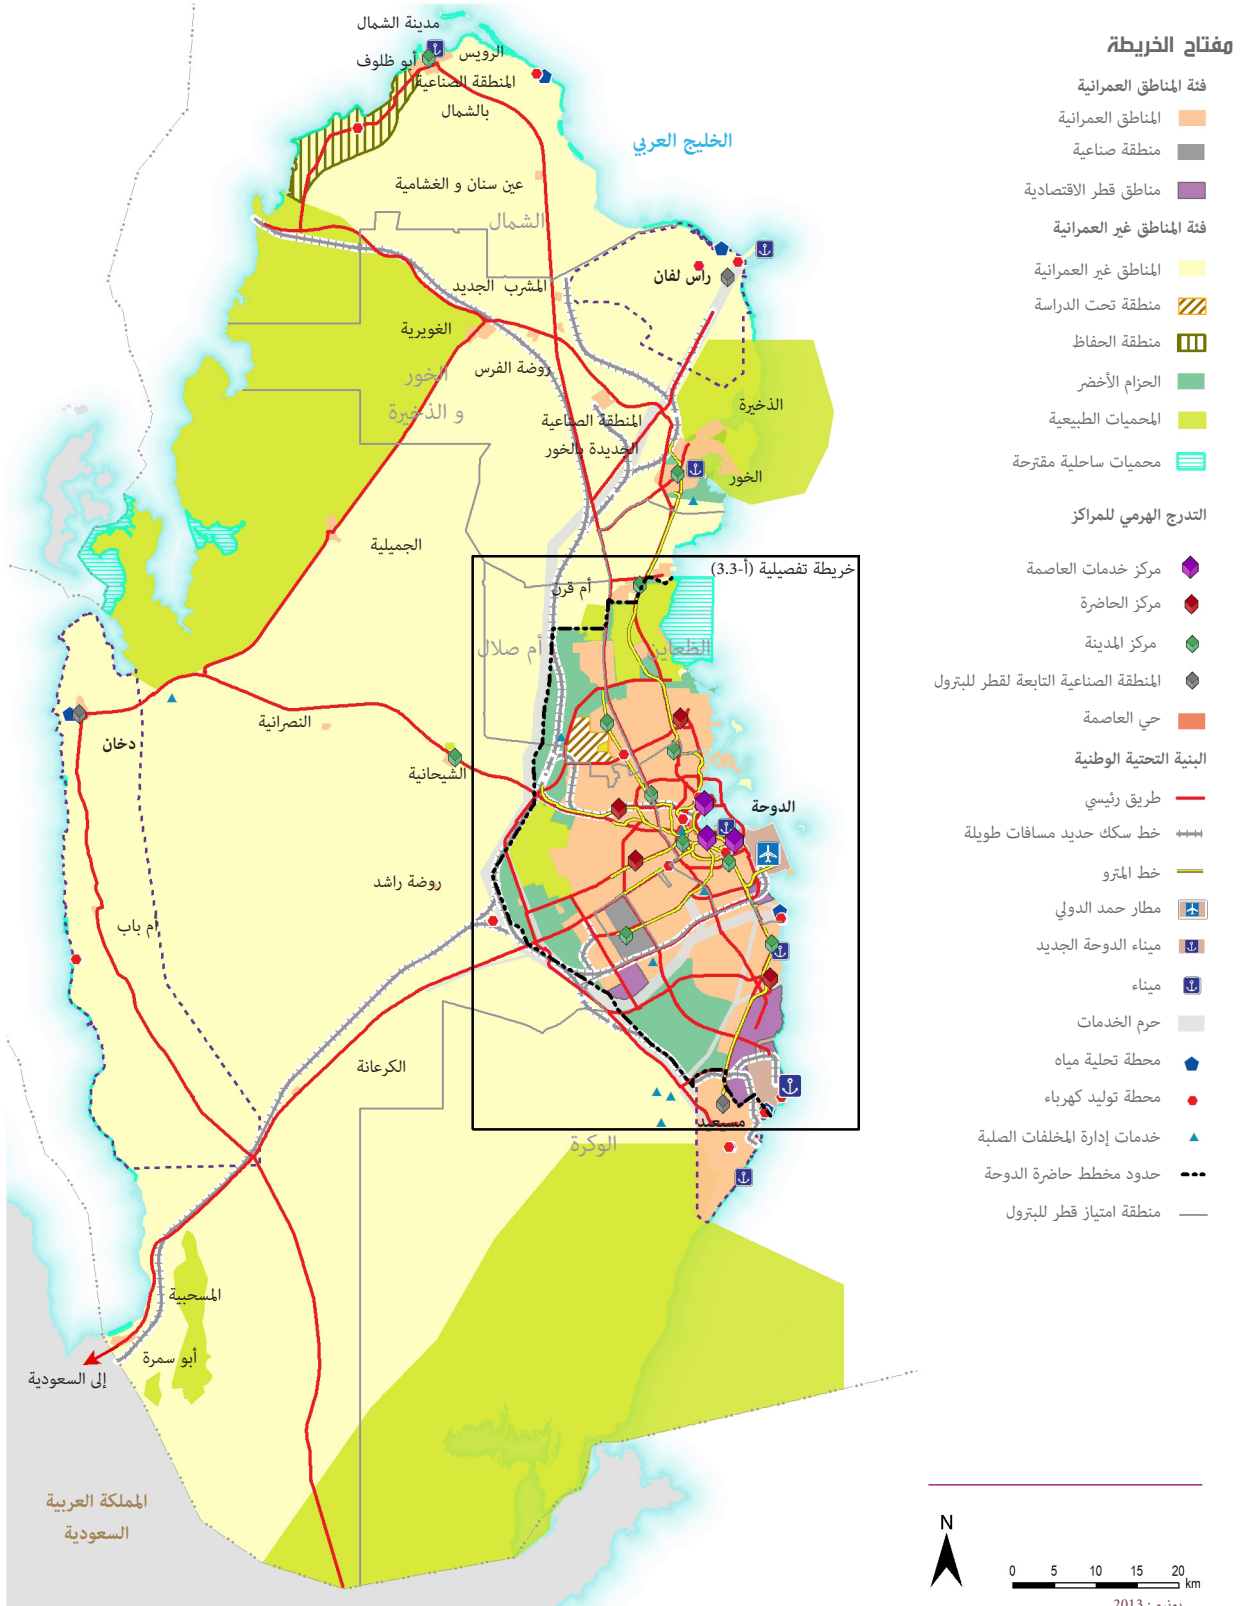 مدينة الشمال
الرويس
أبو ظلوف
المنطقة الصناعية
بالشمال
الخليج العربي
عين سنان و الغشامية
الشمال
راس لفان
المشرب الجديد
الغويرية
روضة الفرس
الخور
و الذخيرة
الذخيرة
المنطقة الصناعية
الجديدة بالخور
الخور
الجميلية
خريطة تفصيلية (أ-3.3)
أم قرن
أم صلال
الظعاين
النصرانية
دخان
الشيحانية
الدوحة
روضة راشد
أم باب
الكرعانة
مسيعيد
الوكرة
المسحبية
أبو سمرة
إلى السعودية
المملكة العربية
السعودية
مفتاح الخريطة
فئة المناطق العمرانية
المناطق العمرانية
منطقة صناعية
مناطق قطر الاقتصادية
فئة المناطق غير العمرانية
المناطق غير العمرانية
منطقة تحت الدراسة
منطقة الحفاظ
الحزام الأخضر
المحميات الطبيعية
محميات ساحلية مقترحة
التدرج الهرمي للمراكز
مركز خدمات العاصمة
مركز الحاضرة
مركز المدينة
المنطقة الصناعية التابعة لقطر للبترول
حي العاصمة
البنية التحتية الوطنية
طريق رئيسي
خط سكك حديد مسافات طويلة
خط المترو
مطار حمد الدولي
ميناء الدوحة الجديد
ميناء
حرم الخدمات
محطة تحلية مياه
محطة توليد كهرباء
خدمات إدارة المخلفات الصلبة
حدود مخطط حاضرة الدوحة
منطقة امتياز قطر للبترول
N
0 5 10 15 20
km
يونيو : 2013